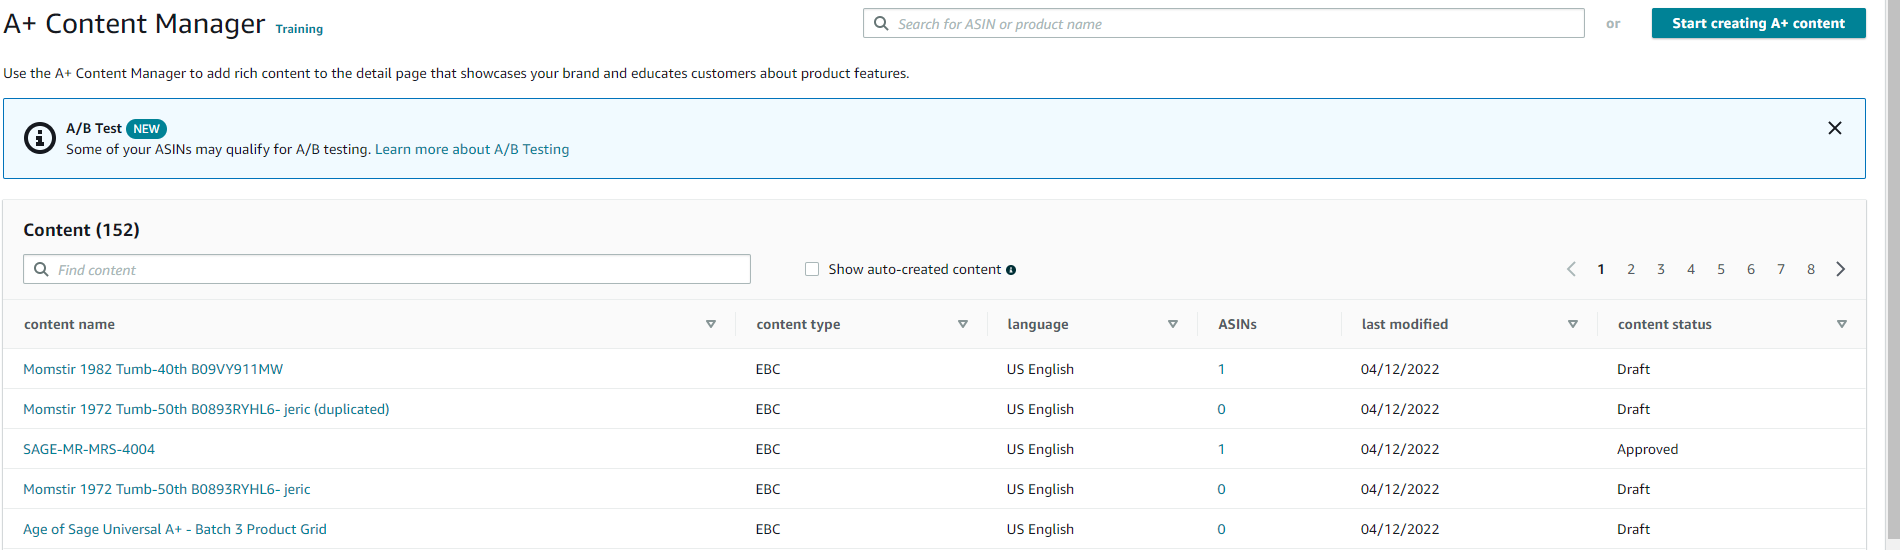 A+ Content Manager Training
Search for ASIN or product name
or
Start creating A+ content
Use the A+ Content Manager to add rich content to the detail page that showcases your brand and educates customers about product features.
A/B Test NEW
Some of your ASINs may qualify for A/B testing. Learn more about A/B Testing
Content (152)
Find content
Show auto-created content
1 2 3 4 5 6 7 8
content name content type language ASINs last modified content status
Momstir 1982 Tumb-40th B09VY911MW EBC US English 1 04/12/2022 Draft
Momstir 1972 Tumb-50th B0893RYHL6- jeric (duplicated) EBC US English 0 04/12/2022 Draft
SAGE-MR-MRS-4004 EBC US English 1 04/12/2022 Approved
Momstir 1972 Tumb-50th B0893RYHL6- jeric EBC US English 0 04/12/2022 Draft
Age of Sage Universal A+ - Batch 3 Product Grid EBC US English 0 04/12/2022 Draft